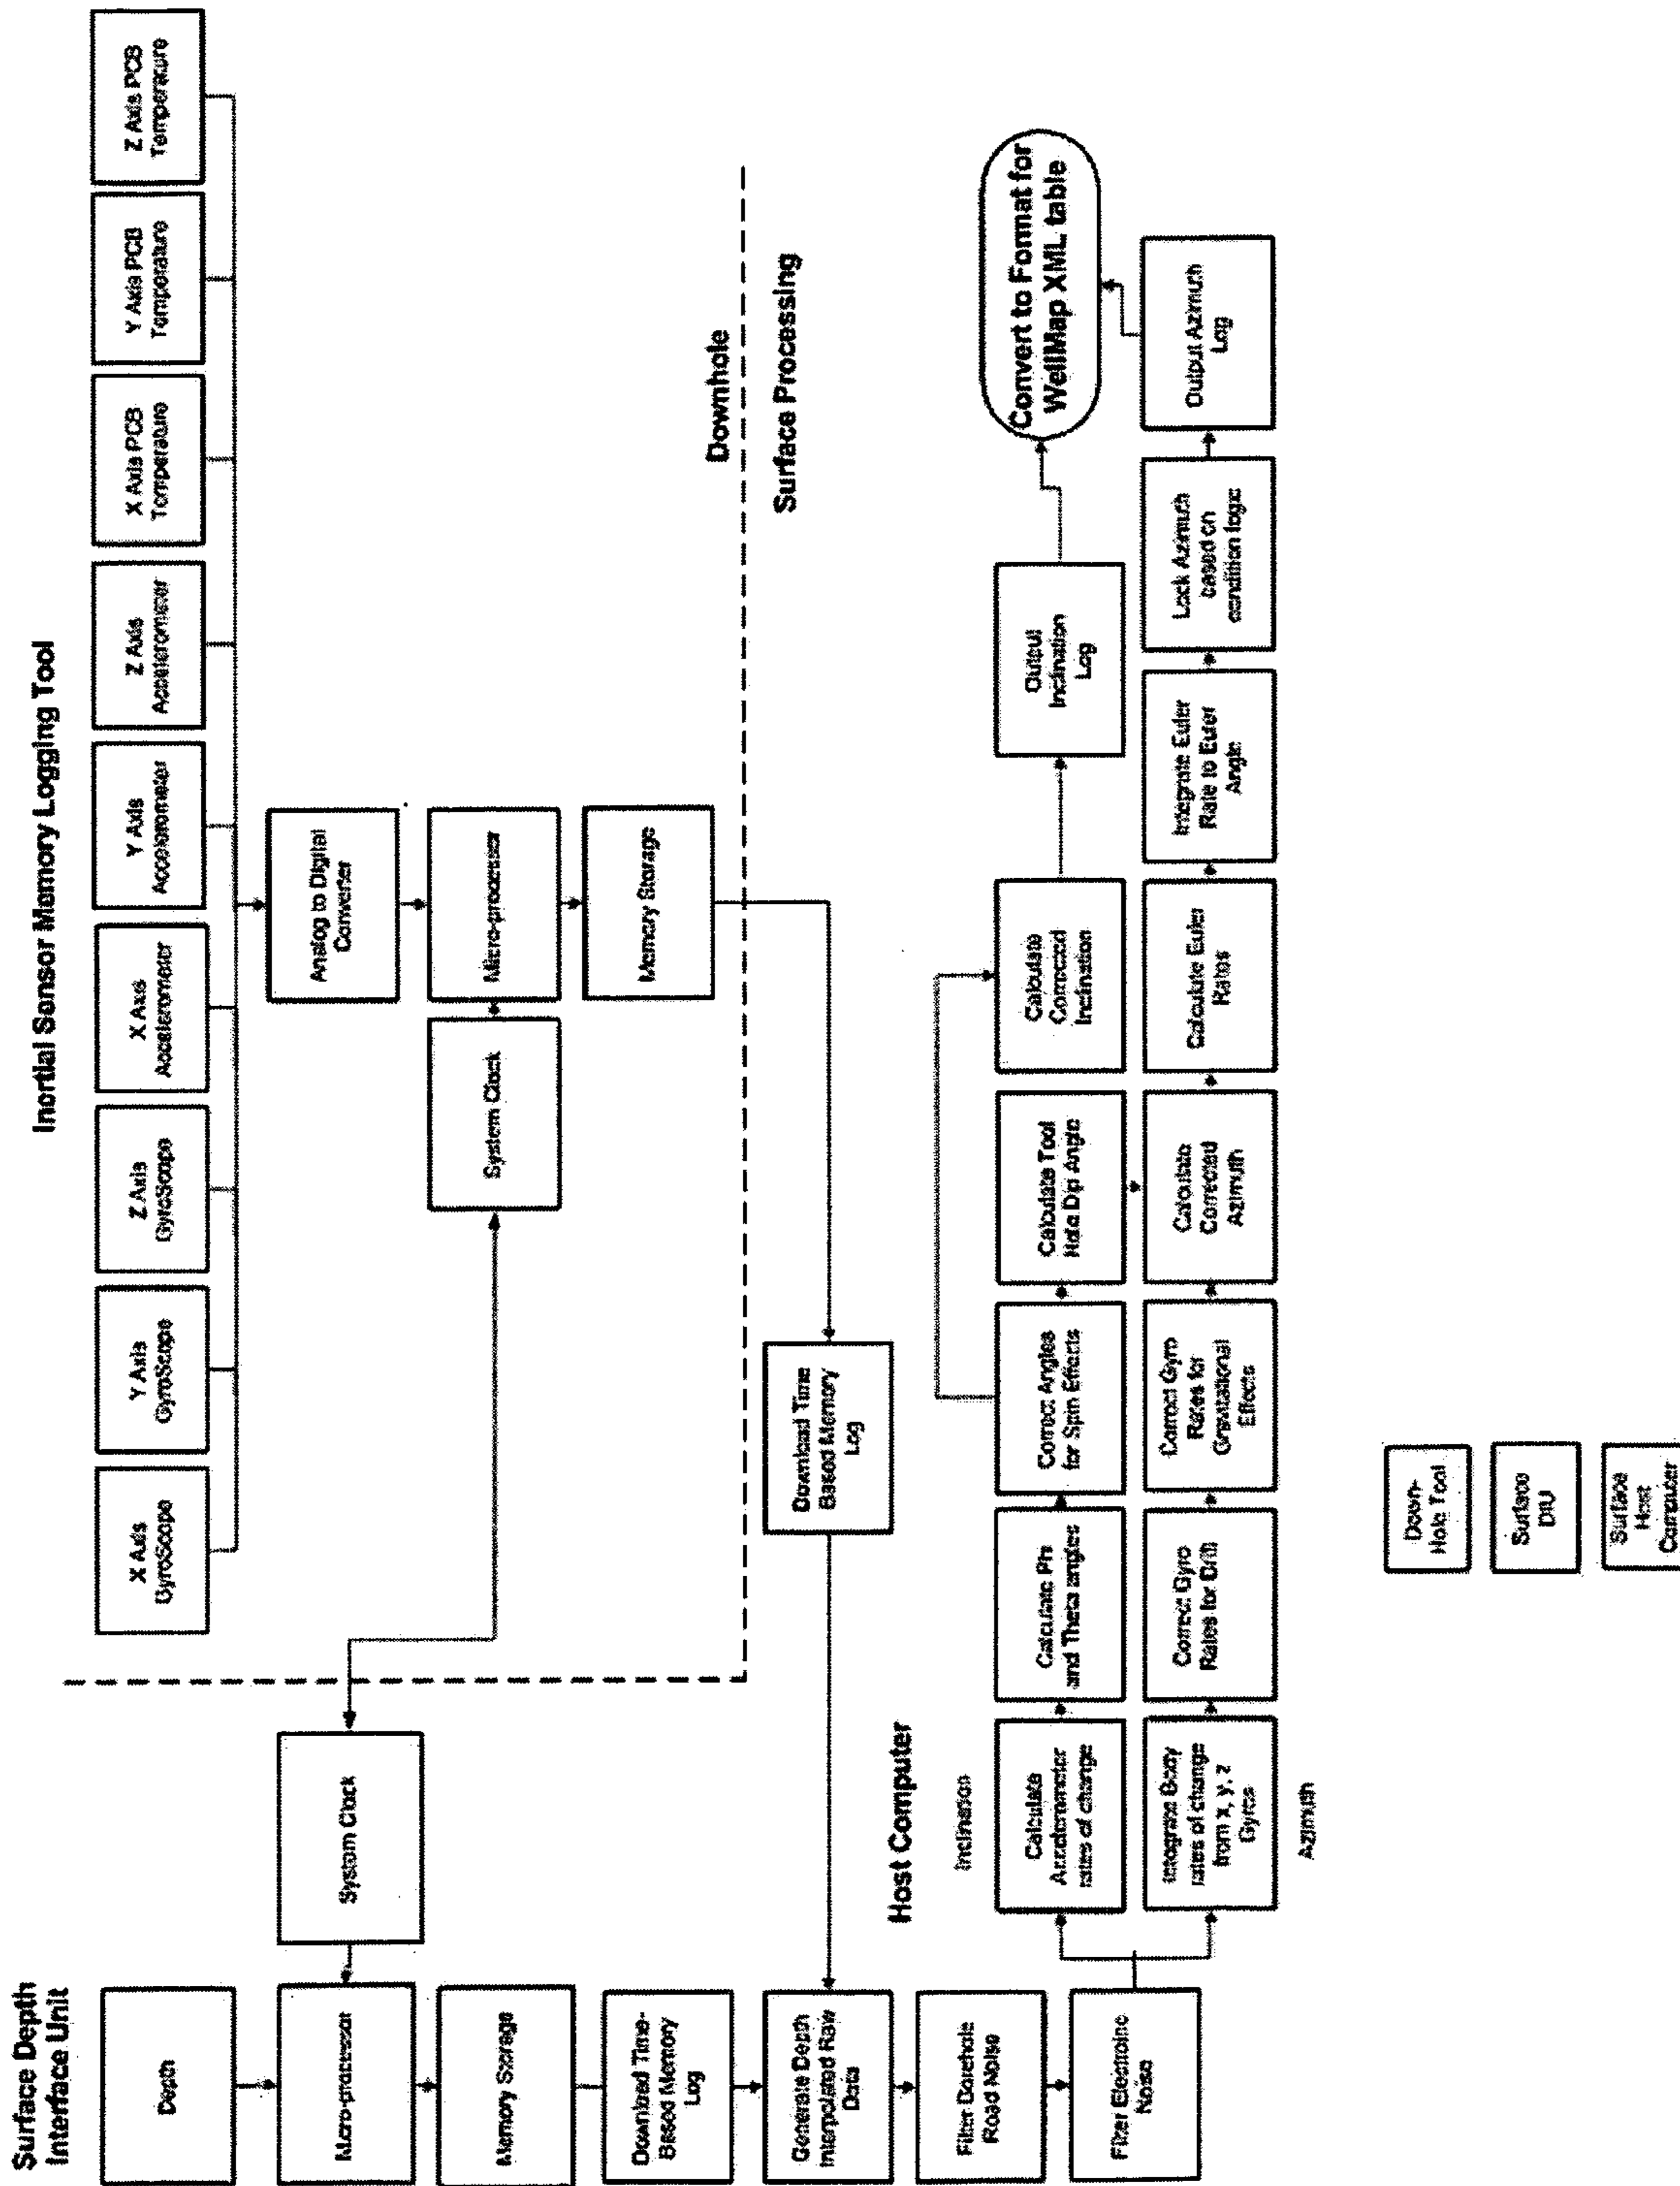 Inertial Sensor Memory Logging Tool
X Axis
GyroScope
Y Axis
GyroScope
Z Axis
GyroScope
X Axis
Accelerometer
Y Axis
Accelerometer
Z Axis
Accelerometer
X Axis PCB
Temperature
Y Axis PCB
Temperature
Z Axis PCB
Temperature
Analog to Digital
Converter
System Clock
Micro-processer
Memory Storage
Downhole
Surface Processing
Surface Depth
Interface Unit
Depth
System Clock
Micro-processor
Memory Storage
Download Time-
Based Memory
Log
Download Time
Based Memory
Log
Generate Depth
Interpolated Raw
Data
Filter Borehole
Road Noise
Filter Electroinc
Noise
Host Computer
Inclination
Calculate
Accelerometer
rates of change
Calculate Phi
and Theta angles
Correct Angles
for Spin Effects
Calculate Tool
Hole Dip Angle
Calculate
Corrected
Inclination
Output
Inclination
Log
Convert to Format for
WellMap XML table
Integrate Body
rates of change
from x, y, z
Gyros
Correct Gyro
Rates for Drift
Correct Gyro
Rates for
Gravitational
Effects
Calculate
Corrected
Azimuth
Calculate Euler
Rates
Integrate Euler
Rate to Euler
Angle
Lock Azimuth
based on
condition logic
Output Azimuth
Log
Azimuth
Down-
Hole Tool
Surface
DIU
Surface
Host
Computer